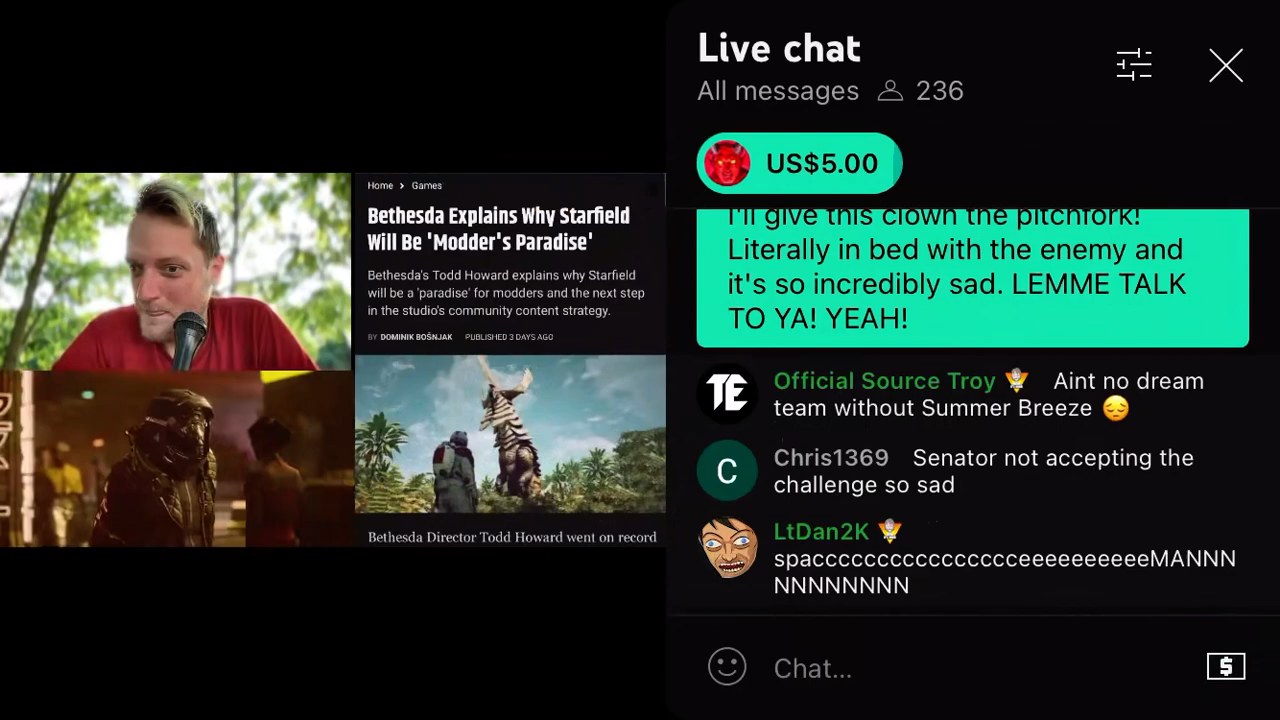 Home > Games
Bethesda Explains Why Starfield
Will Be 'Modder's Paradise'
Bethesda's Todd Howard explains why Starfield
will be a 'paradise' for modders and the next step
in the studio's community content strategy.
BY DOMINIK BOŠNJAK PUBLISHED 3 DAYS AGO
Bethesda Director Todd Howard went on record
Live chat
All messages 236
US$5.00
I'll give this clown the pitchfork!
Literally in bed with the enemy and
it's so incredibly sad. LEMME TALK
TO YA! YEAH!
TE
Official Source Troy Aint no dream
team without Summer Breeze 😔
C
Chris1369 Senator not accepting the
challenge so sad
LtDan2K
spacccccccccccccccceeeeeeeeeeMANNN
NNNNNNNNN
Chat...
$